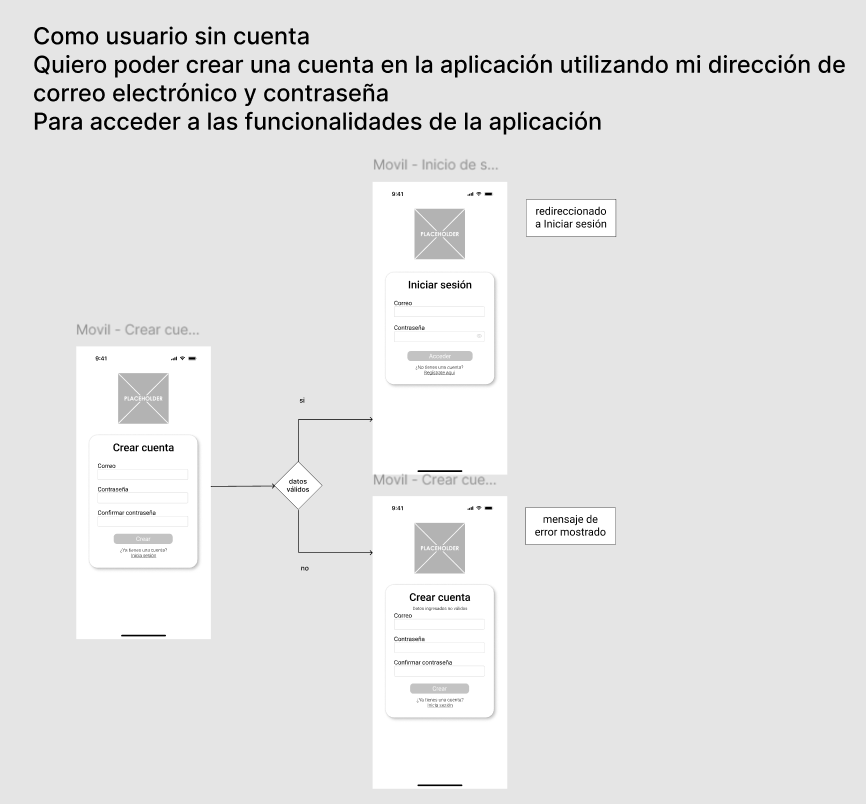 Como usuario sin cuenta
Quiero poder crear una cuenta en la aplicación utilizando mi dirección de
correo electrónico y contraseña
Para acceder a las funcionalidades de la aplicación
Movil - Inicio de s...
9:41
PLACEHOLDER
Iniciar sesión
Correo
Contraseña
Acceder
¿No tienes una cuenta?
Regístrate aquí
redireccionado
a Iniciar sesión
Movil - Crear cue...
9:41
PLACEHOLDER
Crear cuenta
Correo
Contraseña
Confirmar contraseña
Crear
¿Ya tienes una cuenta?
Inicia sesión
datos
válidos
si
no
Movil - Crear cue...
9:41
PLACEHOLDER
Crear cuenta
Datos ingresados no válidos
Correo
Contraseña
Confirmar contraseña
Crear
¿Ya tienes una cuenta?
Inicia sesión
mensaje de
error mostrado